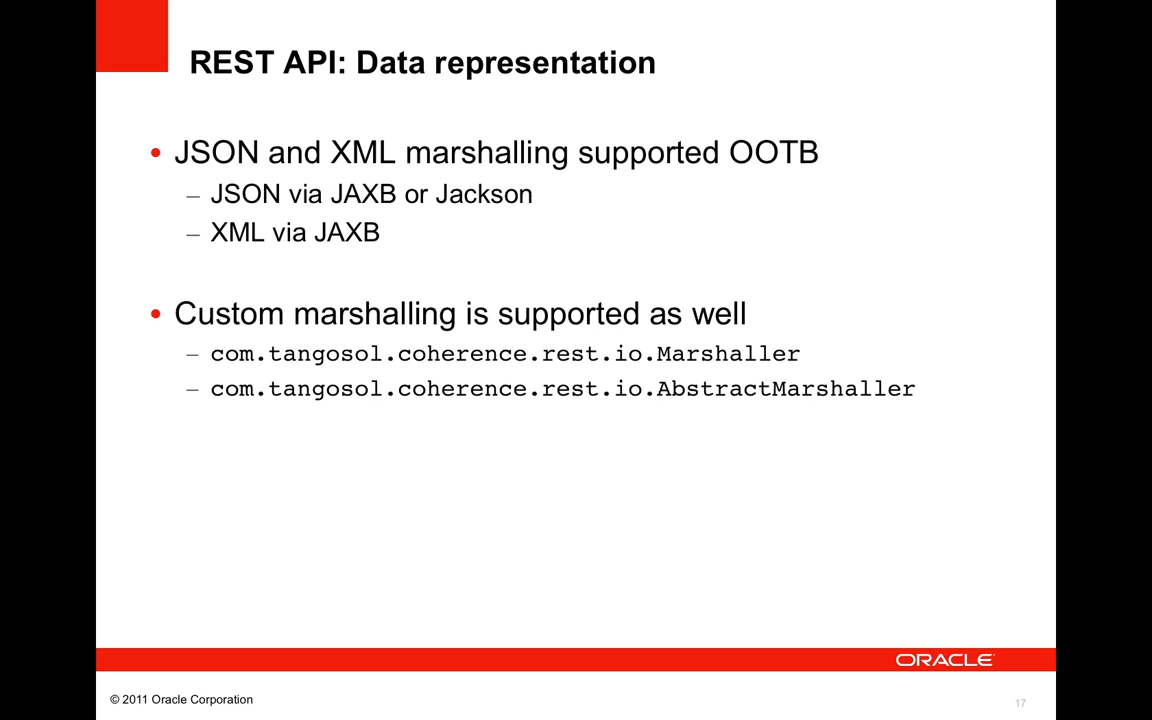 REST API: Data representation
• JSON and XML marshalling supported OOTB
– JSON via JAXB or Jackson
– XML via JAXB
• Custom marshalling is supported as well
– com.tangosol.coherence.rest.io.Marshaller
– com.tangosol.coherence.rest.io.AbstractMarshaller
ORACLE
© 2011 Oracle Corporation
17